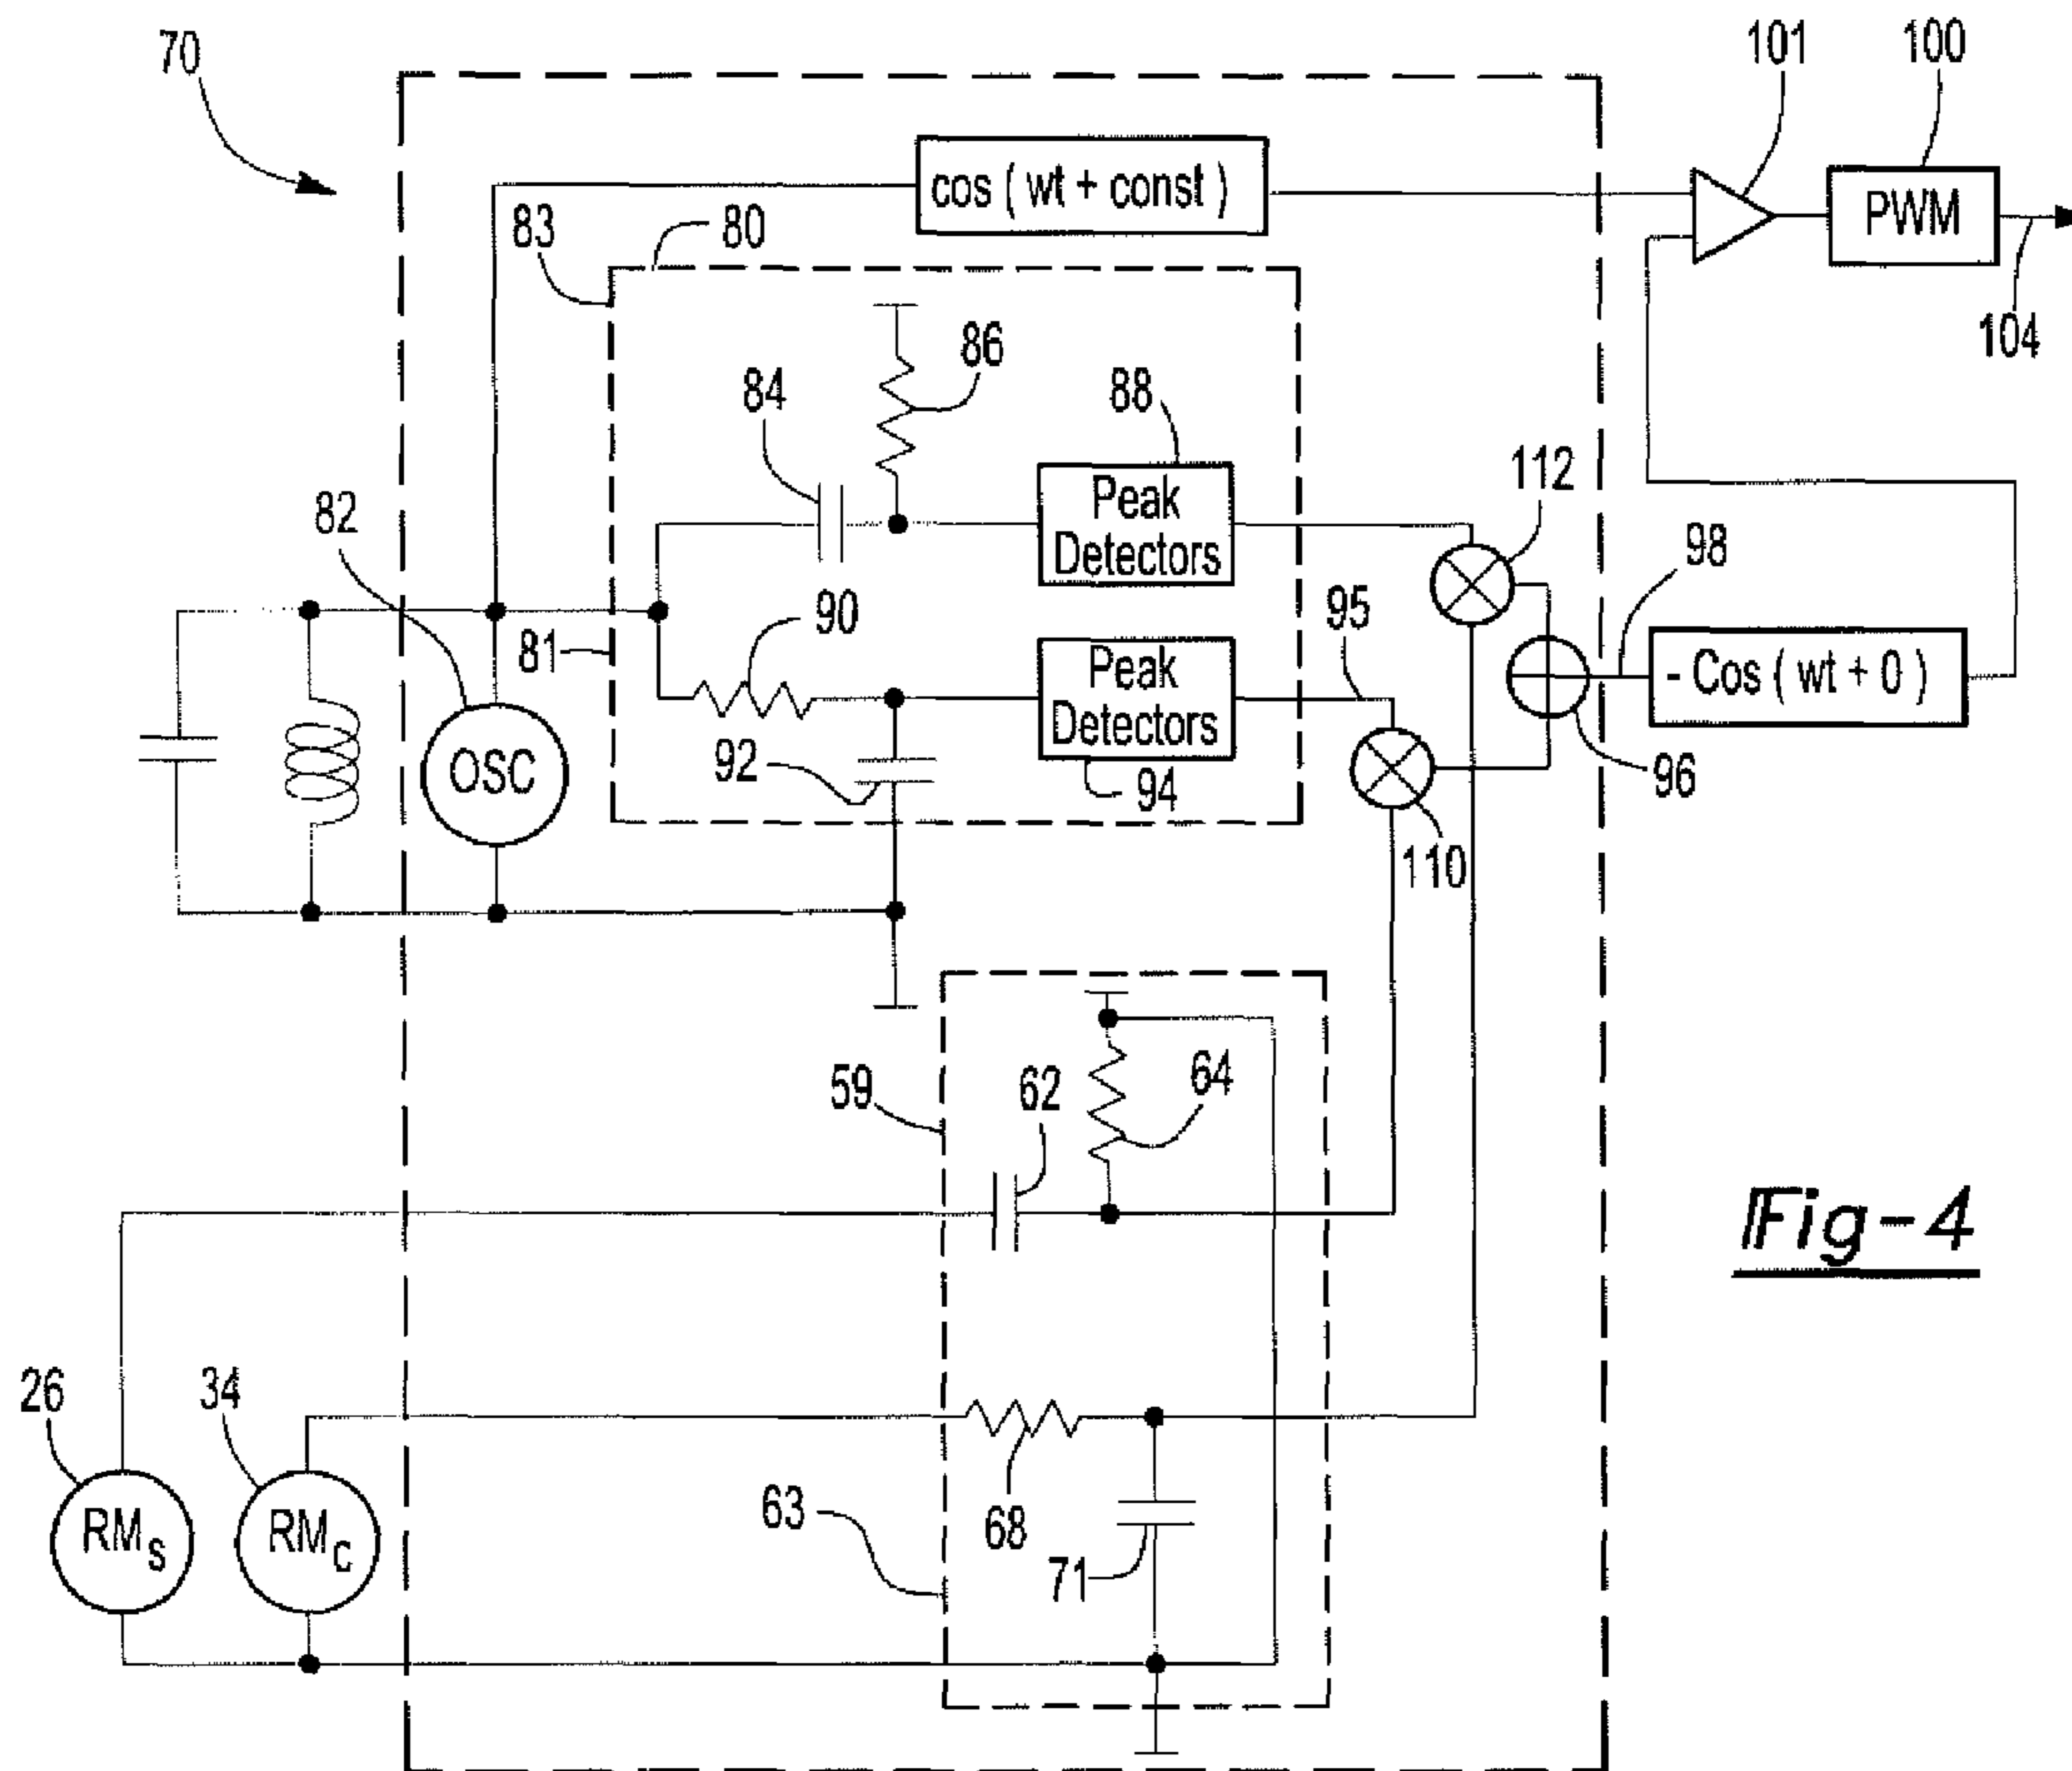 70
101
100
cos ( wt + const )
PWM
83
80
104
86
84
88
Peak
Detectors
112
82
98
95
90
81
Peak
Detectors
- Cos ( wt + 0 )
OSC
92
94
96
110
59
62
64
Fig-4
26
34
RMS
RMC
63
68
71